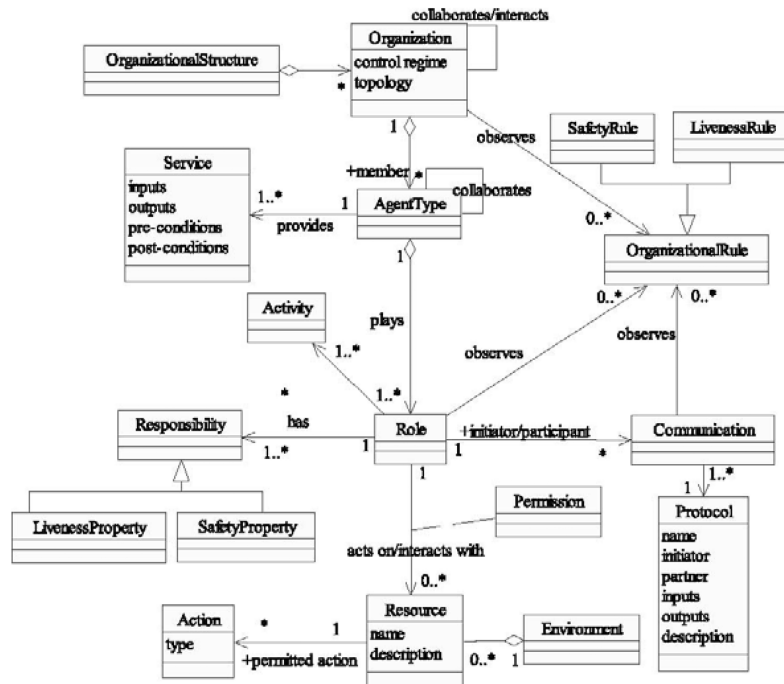 collaborates/interacts
Organization
control regime
topology
OrganizationalStructure
*
1
observes
SafetyRule
LivenessRule
Service
inputs
outputs
pre-conditions
post-conditions
+member
*
collaborates
1..*
1
AgentType
provides
1
0..*
OrganizationalRule
0..*
0..*
Activity
plays
1..*
observes
observes
*
1..*
Responsibility
has
Role
+initiator/participant
Communication
1..*
1
1
*
1
1..*
1
LivenessProperty
SafetyProperty
Permission
Protocol
name
initiator
partner
inputs
outputs
description
acts on/interacts with
0..*
Action
type
*
1
Resource
name
description
Environment
+permitted action
0..*
1